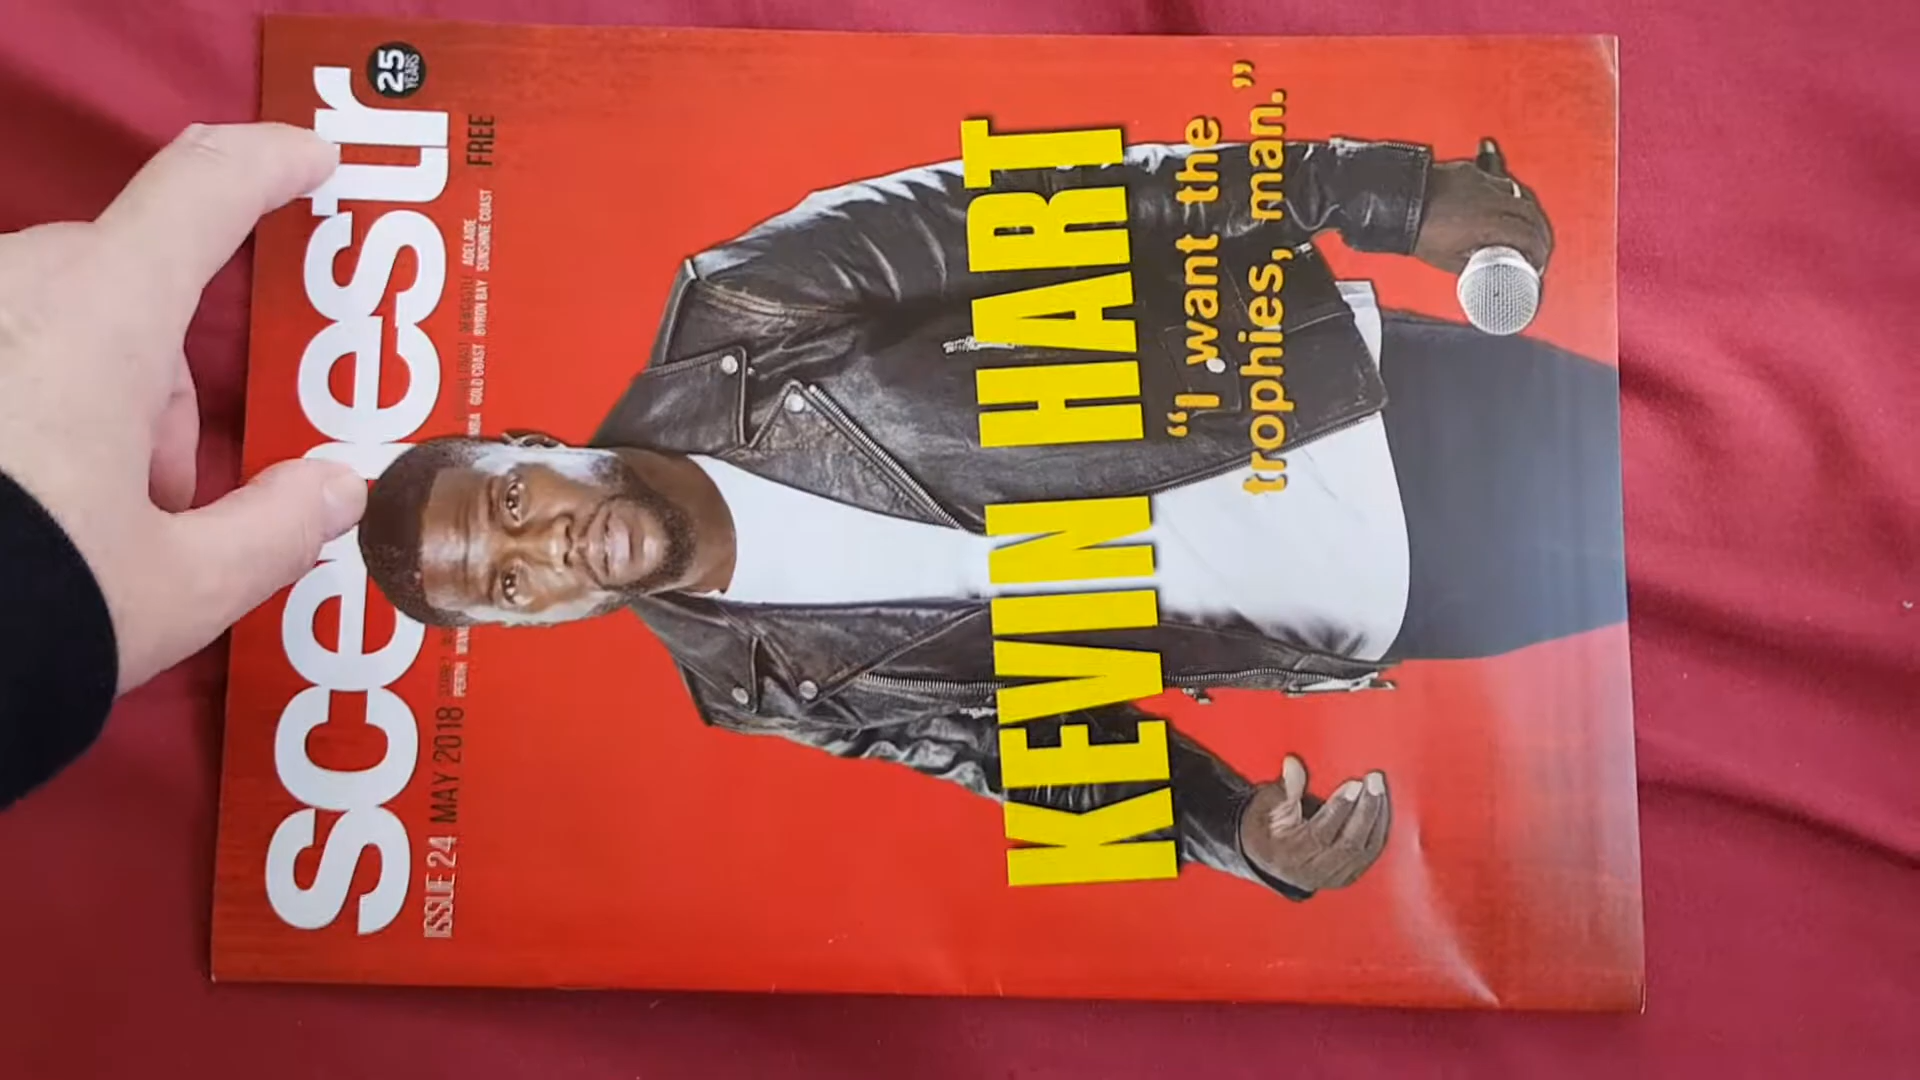 scenestr
25
YEARS
FREE
ISSUE 24 MAY 2018
ADELAIDE
PERTH GOLD COAST BYRON BAY SUNSHINE COAST
KEVIN HART
“I want the
trophies, man.”